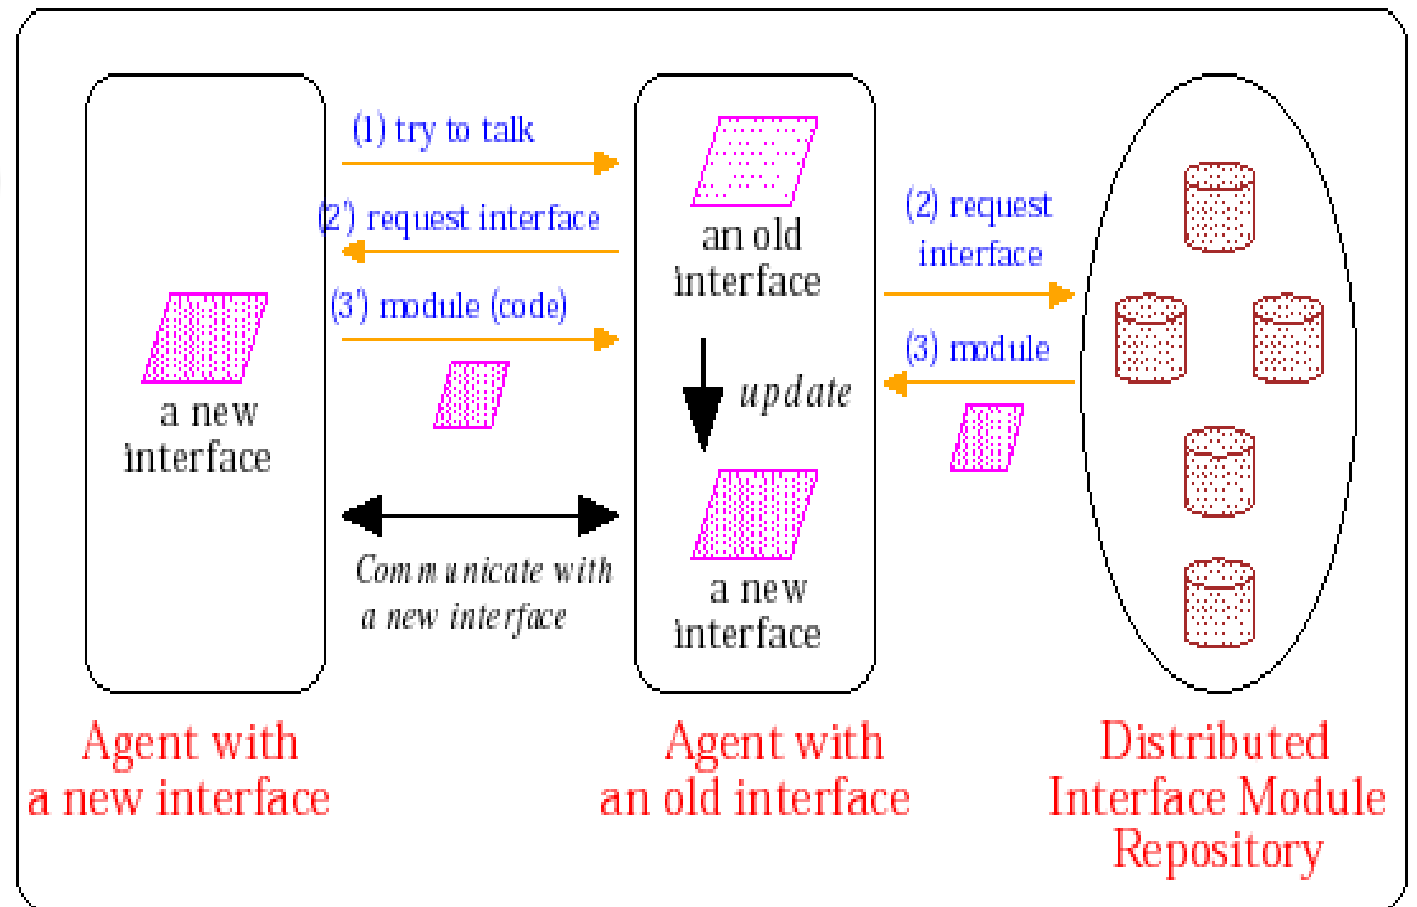 (1) try to talk
(2') request interface
(3') module (code)
a new
interface
Communicate with
a new interface
an old
interface
update
a new
interface
(2) request
interface
(3) module
Agent with
a new interface
Agent with
an old interface
Distributed
Interface Module
Repository